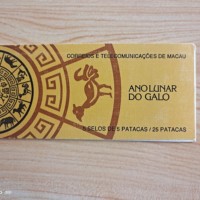 CORREIOS E TELECOMUNICAÇÕES DE MACAU
ANO LUNAR
DO GALO
5 SELOS DE 5 PATACAS / 25 PATACAS